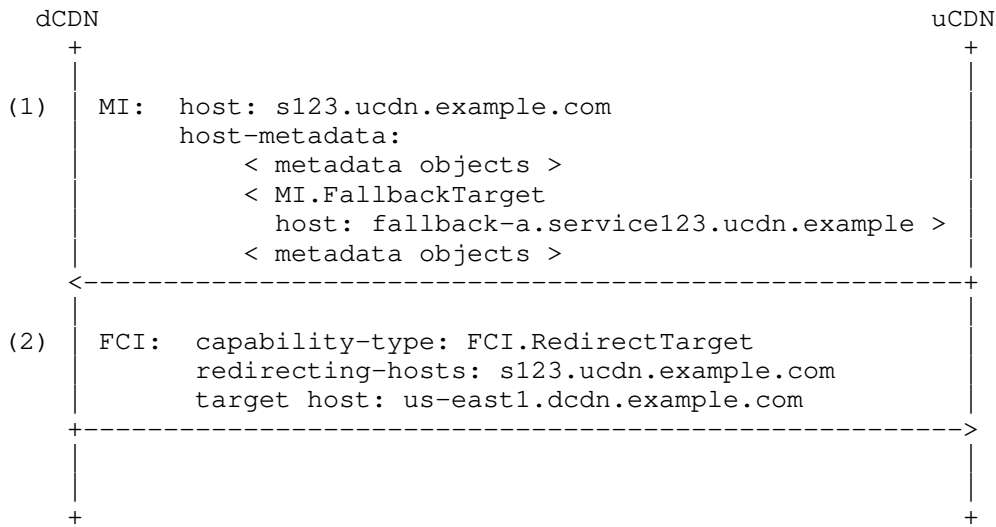 dCDN uCDN
+ +
(1) MI: host: s123.ucdn.example.com
host-metadata:
< metadata objects >
< MI.FallbackTarget
host: fallback-a.service123.ucdn.example >
< metadata objects >
<--------------------------------------------------------+
(2) FCI: capability-type: FCI.RedirectTarget
redirecting-hosts: s123.ucdn.example.com
target host: us-east1.dcdn.example.com
+-------------------------------------------------------->
+ +